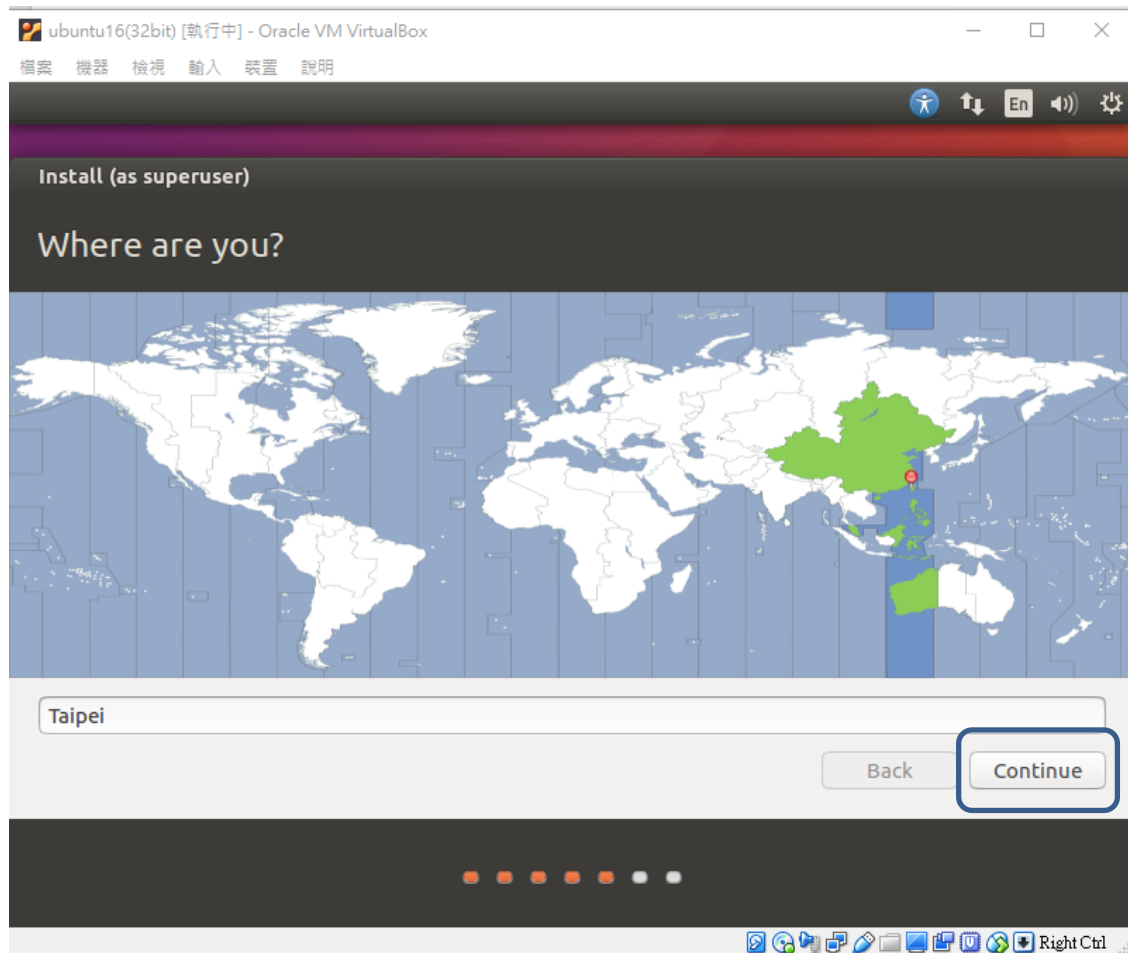 ubuntu16(32bit) [執行中] - Oracle VM VirtualBox
檔案 機器 檢視 輸入 裝置 說明
En
Install (as superuser)
Where are you?
Taipei
Back Continue
Right Ctrl